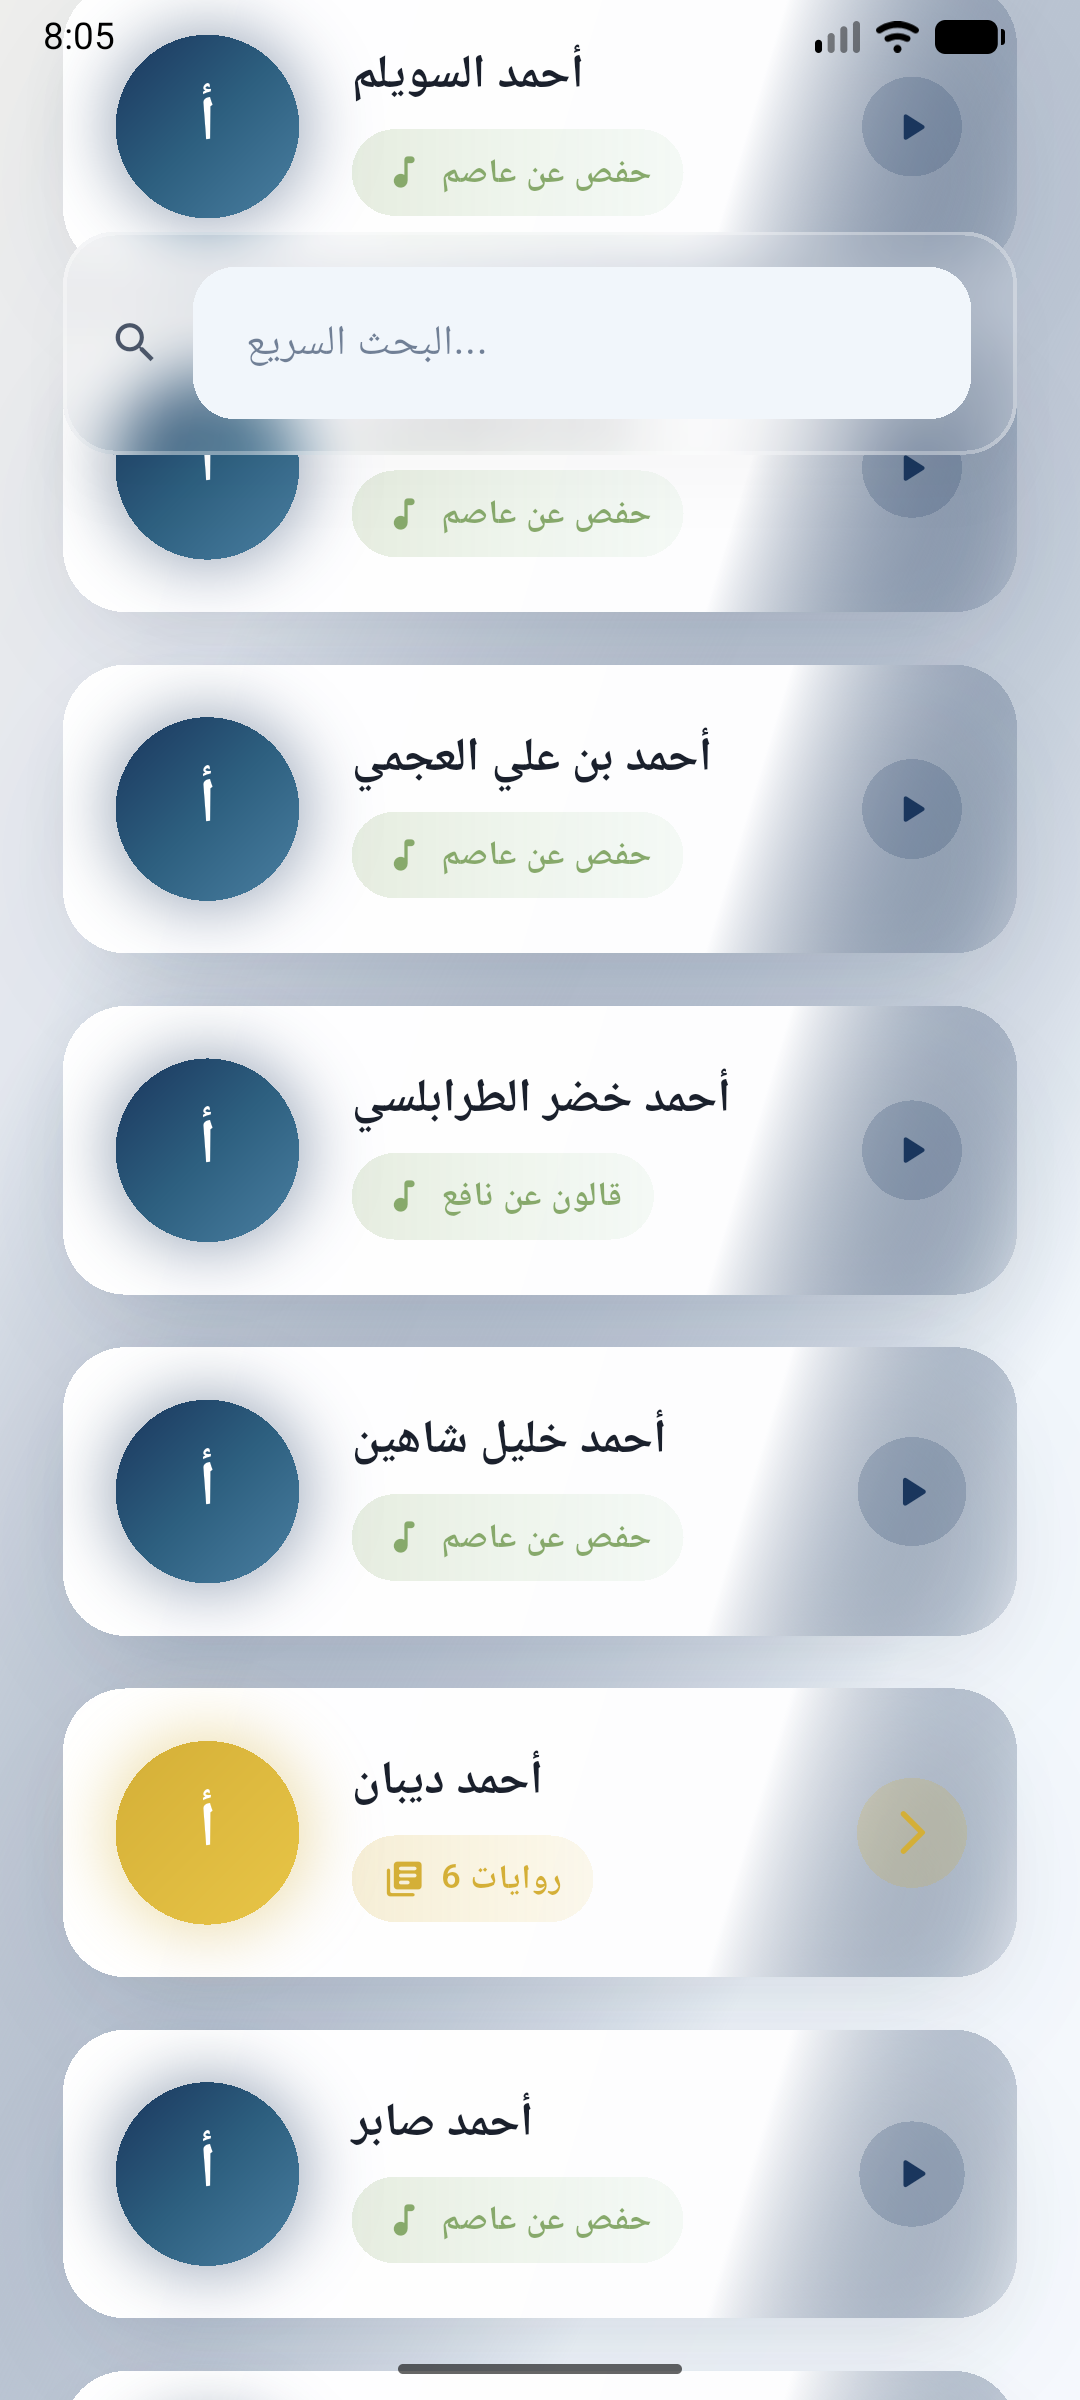 8:05
أ
أحمد السويلم
حفص عن عاصم
البحث السريع...
حفص عن عاصم
أ
أحمد بن علي العجمي
حفص عن عاصم
أ
أحمد خضر الطرابلسي
قالون عن نافع
أ
أحمد خليل شاهين
حفص عن عاصم
أ
أحمد ديبان
6 روايات
أ
أحمد صابر
حفص عن عاصم